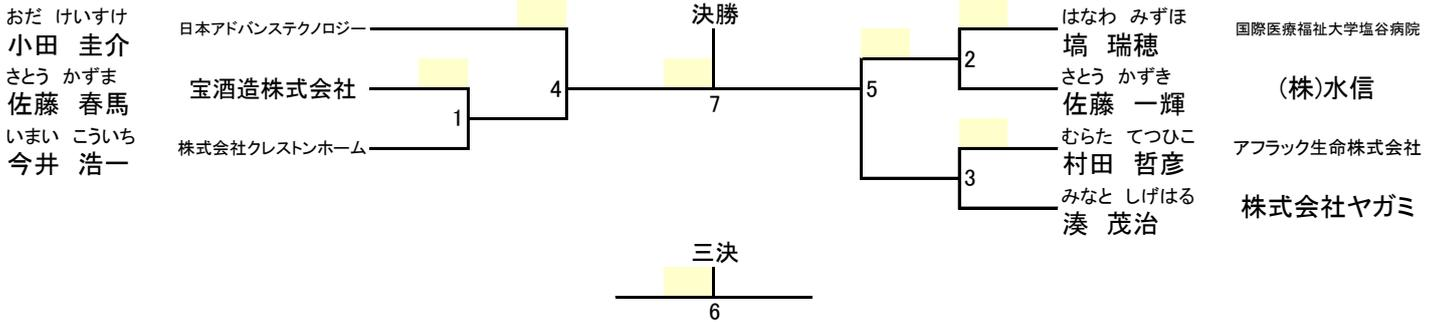 おだ けいすけ
小田 圭介
日本アドバンステクノロジー
さとう かずま
佐藤 春馬
宝酒造株式会社
いまい こういち
今井 浩一
株式会社クレストンホーム
1
4
決勝
7
5
2
3
はなわ みずほ
塙 瑞穂
国際医療福祉大学塩谷病院
さとう かずき
佐藤 一輝
(株)水信
むらた てつひこ
村田 哲彦
アフラック生命株式会社
みなと しげはる
湊 茂治
株式会社ヤガミ
三決
6